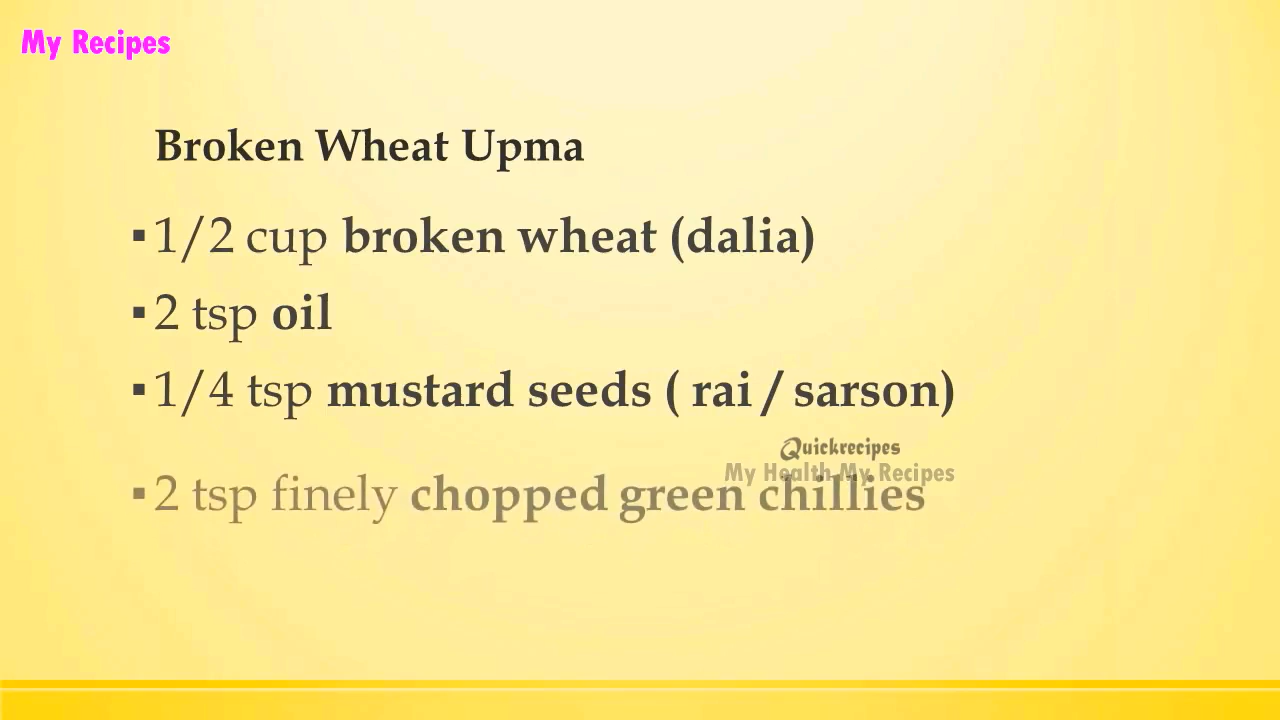 My Recipes
Broken Wheat Upma
▪1/2 cup broken wheat (dalia)
▪2 tsp oil
▪1/4 tsp mustard seeds ( rai / sarson)
Quickrecipes
My Health My Recipes
▪2 tsp finely chopped green chillies